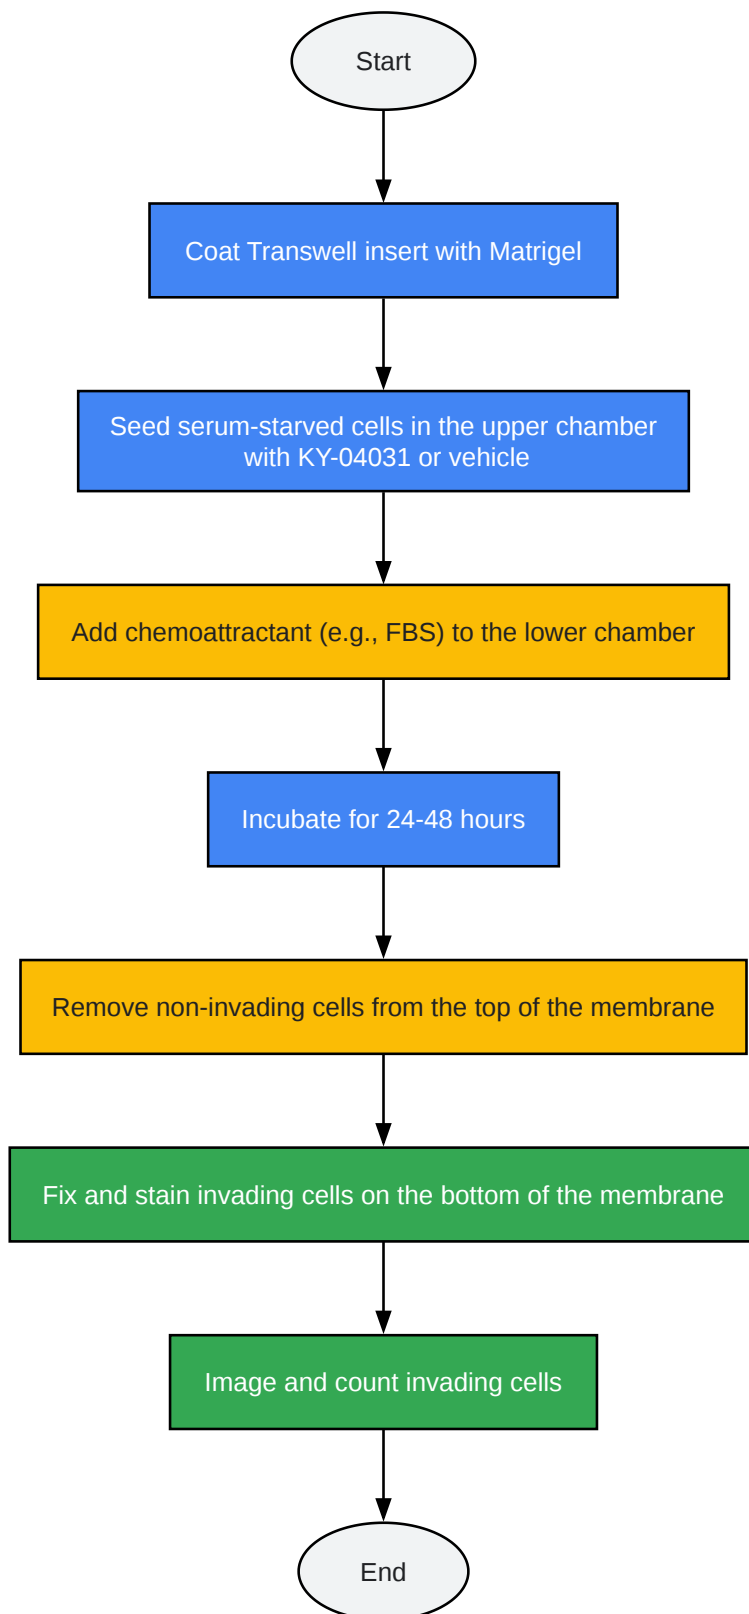 Start
Coat Transwell insert with Matrigel
Seed serum-starved cells in the upper chamber
with KY-04031 or vehicle
Add chemoattractant (e.g., FBS) to the lower chamber
Incubate for 24-48 hours
Remove non-invading cells from the top of the membrane
Fix and stain invading cells on the bottom of the membrane
Image and count invading cells
End